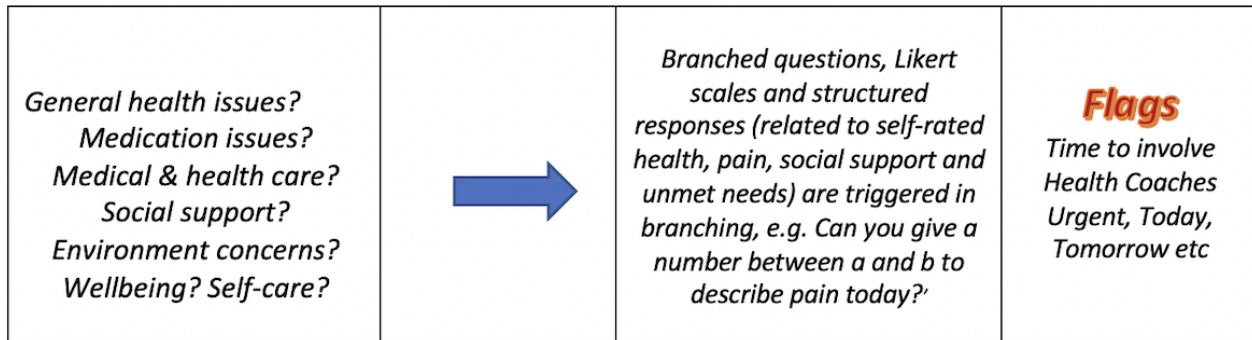 General health issues?
Medication issues?
Medical & health care?
Social support?
Environment concerns?
Wellbeing? Self-care?
Branched questions, Likert
scales and structured
responses (related to self-rated
health, pain, social support and
unmet needs) are triggered in
branching, e.g. Can you give a
number between a and b to
describe pain today?’
Flags
Time to involve
Health Coaches
Urgent, Today,
Tomorrow etc